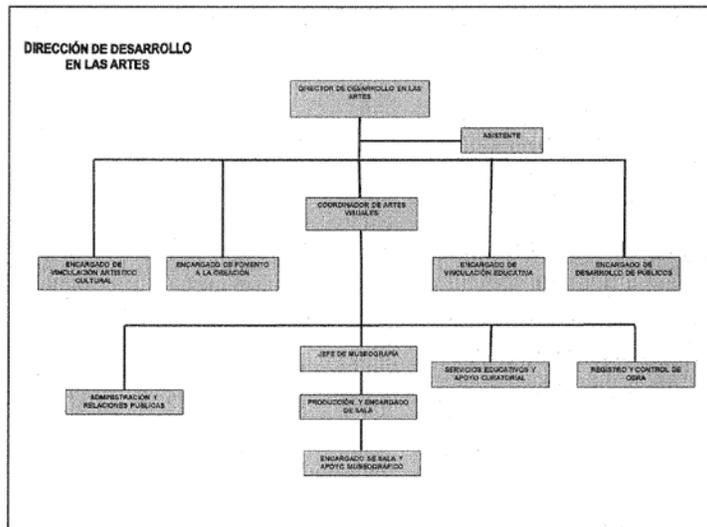 DIRECCIÓN DE DESARROLLO
EN LAS ARTES
DIRECTOR DE DESARROLLO EN LAS
ARTES
ASISTENTE
COORDINADOR DE ARTES
VISUALES
ENCARGADO DE
VINCULACIÓN ARTISTICO
CULTURAL
ENCARGADO DE FOMENTO
A LA CREACIÓN
ENCARGADO DE
VINCULACIÓN EDUCATIVA
ENCARGADO DE
DESARROLLO DE PÚBLICOS
JEFE DE MUSEOGRAFÍA
SERVICIOS EDUCATIVOS Y
APOYO CURATORIAL
REGISTRO Y CONTROL DE
OBRA
ADMINISTRACIÓN Y
RELACIONES PÚBLICAS
PRODUCCIÓN Y ENCARGADO
DE SALA
ENCARGADO SE SALA Y
APOYO MUSEOGRÁFICO